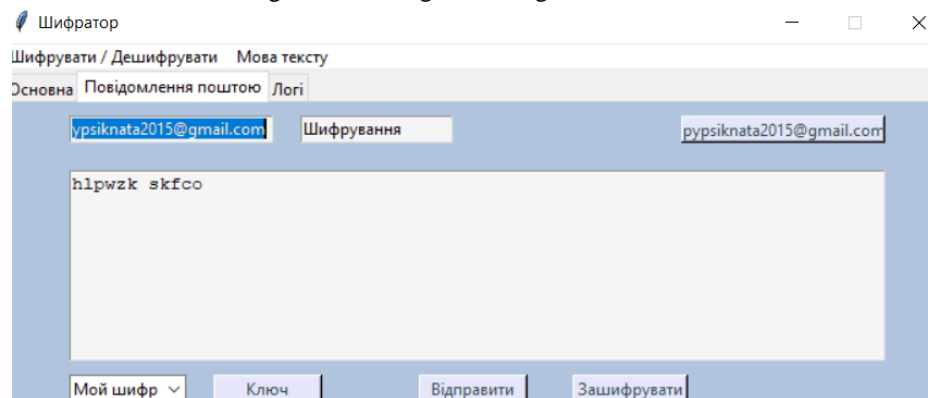 Шифратор
Шифрувати / Дешифрувати Мова тексту
Основна Повідомлення поштою Логі
ypsiknata2015@gmail.com Шифрування pypsiknata2015@gmail.com
hlpwzk skfco
Мой шифр Ключ Відправити Зашифрувати